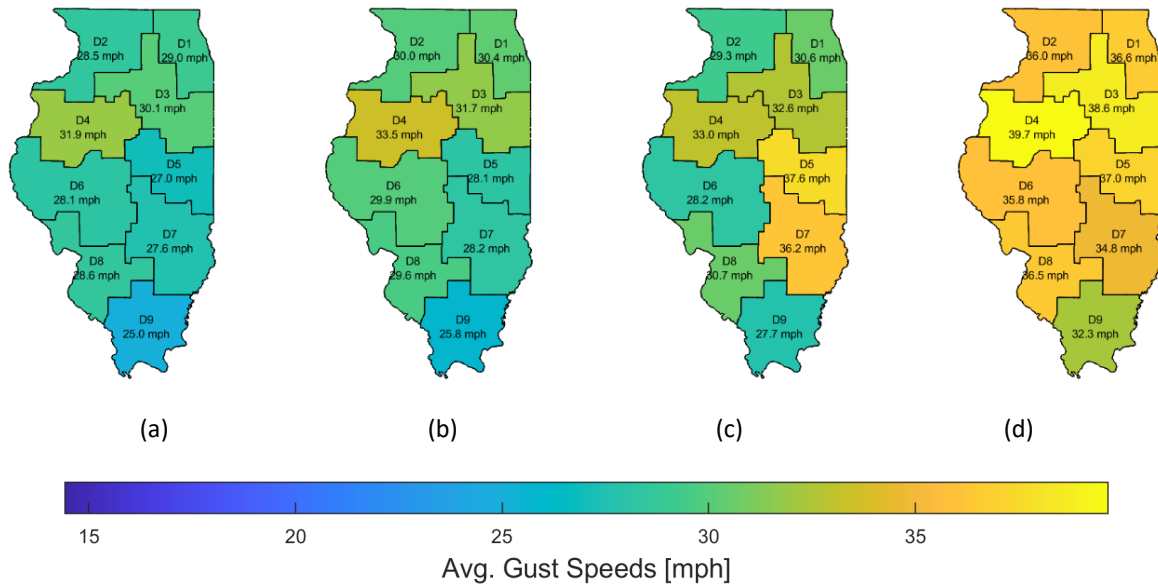 D2
28.5 mph
D1
29.0 mph
D3
30.1 mph
D4
31.9 mph
D5
27.0 mph
D6
28.1 mph
D7
27.6 mph
D8
28.6 mph
D9
25.0 mph
(a)
D2
30.0 mph
D1
30.4 mph
D3
31.7 mph
D4
33.5 mph
D5
28.1 mph
D6
29.9 mph
D7
28.2 mph
D8
29.6 mph
D9
25.8 mph
(b)
D2
29.3 mph
D1
30.6 mph
D3
32.6 mph
D4
33.0 mph
D5
37.6 mph
D6
28.2 mph
D7
36.2 mph
D8
30.7 mph
D9
27.7 mph
(c)
D2
36.0 mph
D1
36.6 mph
D3
38.6 mph
D4
39.7 mph
D5
37.0 mph
D6
35.8 mph
D7
34.8 mph
D8
36.5 mph
D9
32.3 mph
(d)
15 20 25 30 35
Avg. Gust Speeds [mph]